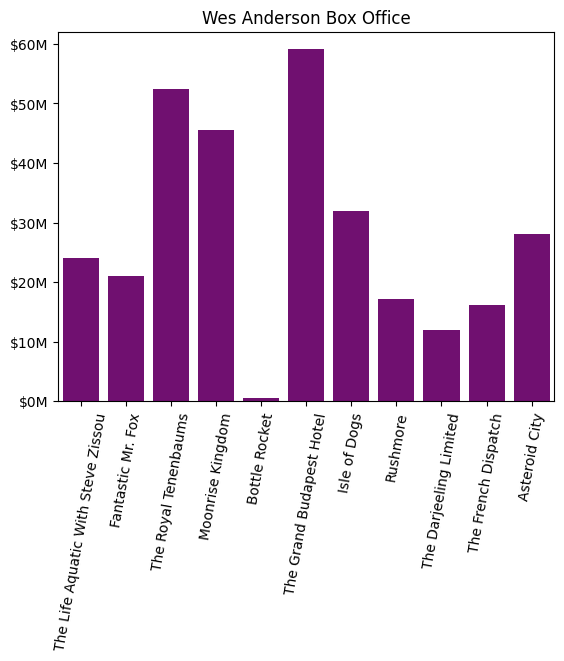 Wes Anderson Box Office
$60M
$50M
$40M
$30M
$20M
$10M
$0M
The Life Aquatic With Steve Zissou
Fantastic Mr. Fox
The Royal Tenenbaums
Moonrise Kingdom
Bottle Rocket
The Grand Budapest Hotel
Isle of Dogs
Rushmore
The Darjeeling Limited
The French Dispatch
Asteroid City